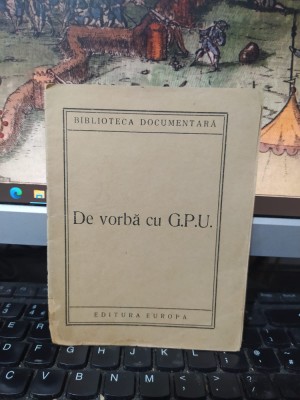 BIBLIOTECA DOCUMENTARĂ
De vorbă cu G.P.U.
EDITURA EUROPA